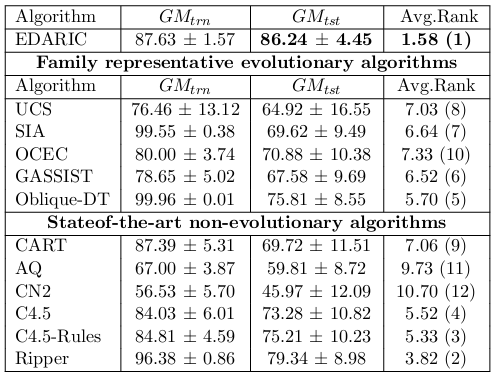 Algorithm GMtrn GMtst Avg.Rank
EDARIC 87.63 ± 1.57 86.24 ± 4.45 1.58 (1)
Family representative evolutionary algorithms
Algorithm GMtrn GMtst Avg.Rank
UCS 76.46 ± 13.12 64.92 ± 16.55 7.03 (8)
SIA 99.55 ± 0.38 69.62 ± 9.49 6.64 (7)
OCEC 80.00 ± 3.74 70.88 ± 10.38 7.33 (10)
GASSIST 78.65 ± 5.02 67.58 ± 9.69 6.52 (6)
Oblique-DT 99.96 ± 0.01 75.81 ± 8.55 5.70 (5)
Stateof-the-art non-evolutionary algorithms
CART 87.39 ± 5.31 69.72 ± 11.51 7.06 (9)
AQ 67.00 ± 3.87 59.81 ± 8.72 9.73 (11)
CN2 56.53 ± 5.70 45.97 ± 12.09 10.70 (12)
C4.5 84.03 ± 6.01 73.28 ± 10.82 5.52 (4)
C4.5-Rules 84.81 ± 4.59 75.21 ± 10.23 5.33 (3)
Ripper 96.38 ± 0.86 79.34 ± 8.98 3.82 (2)